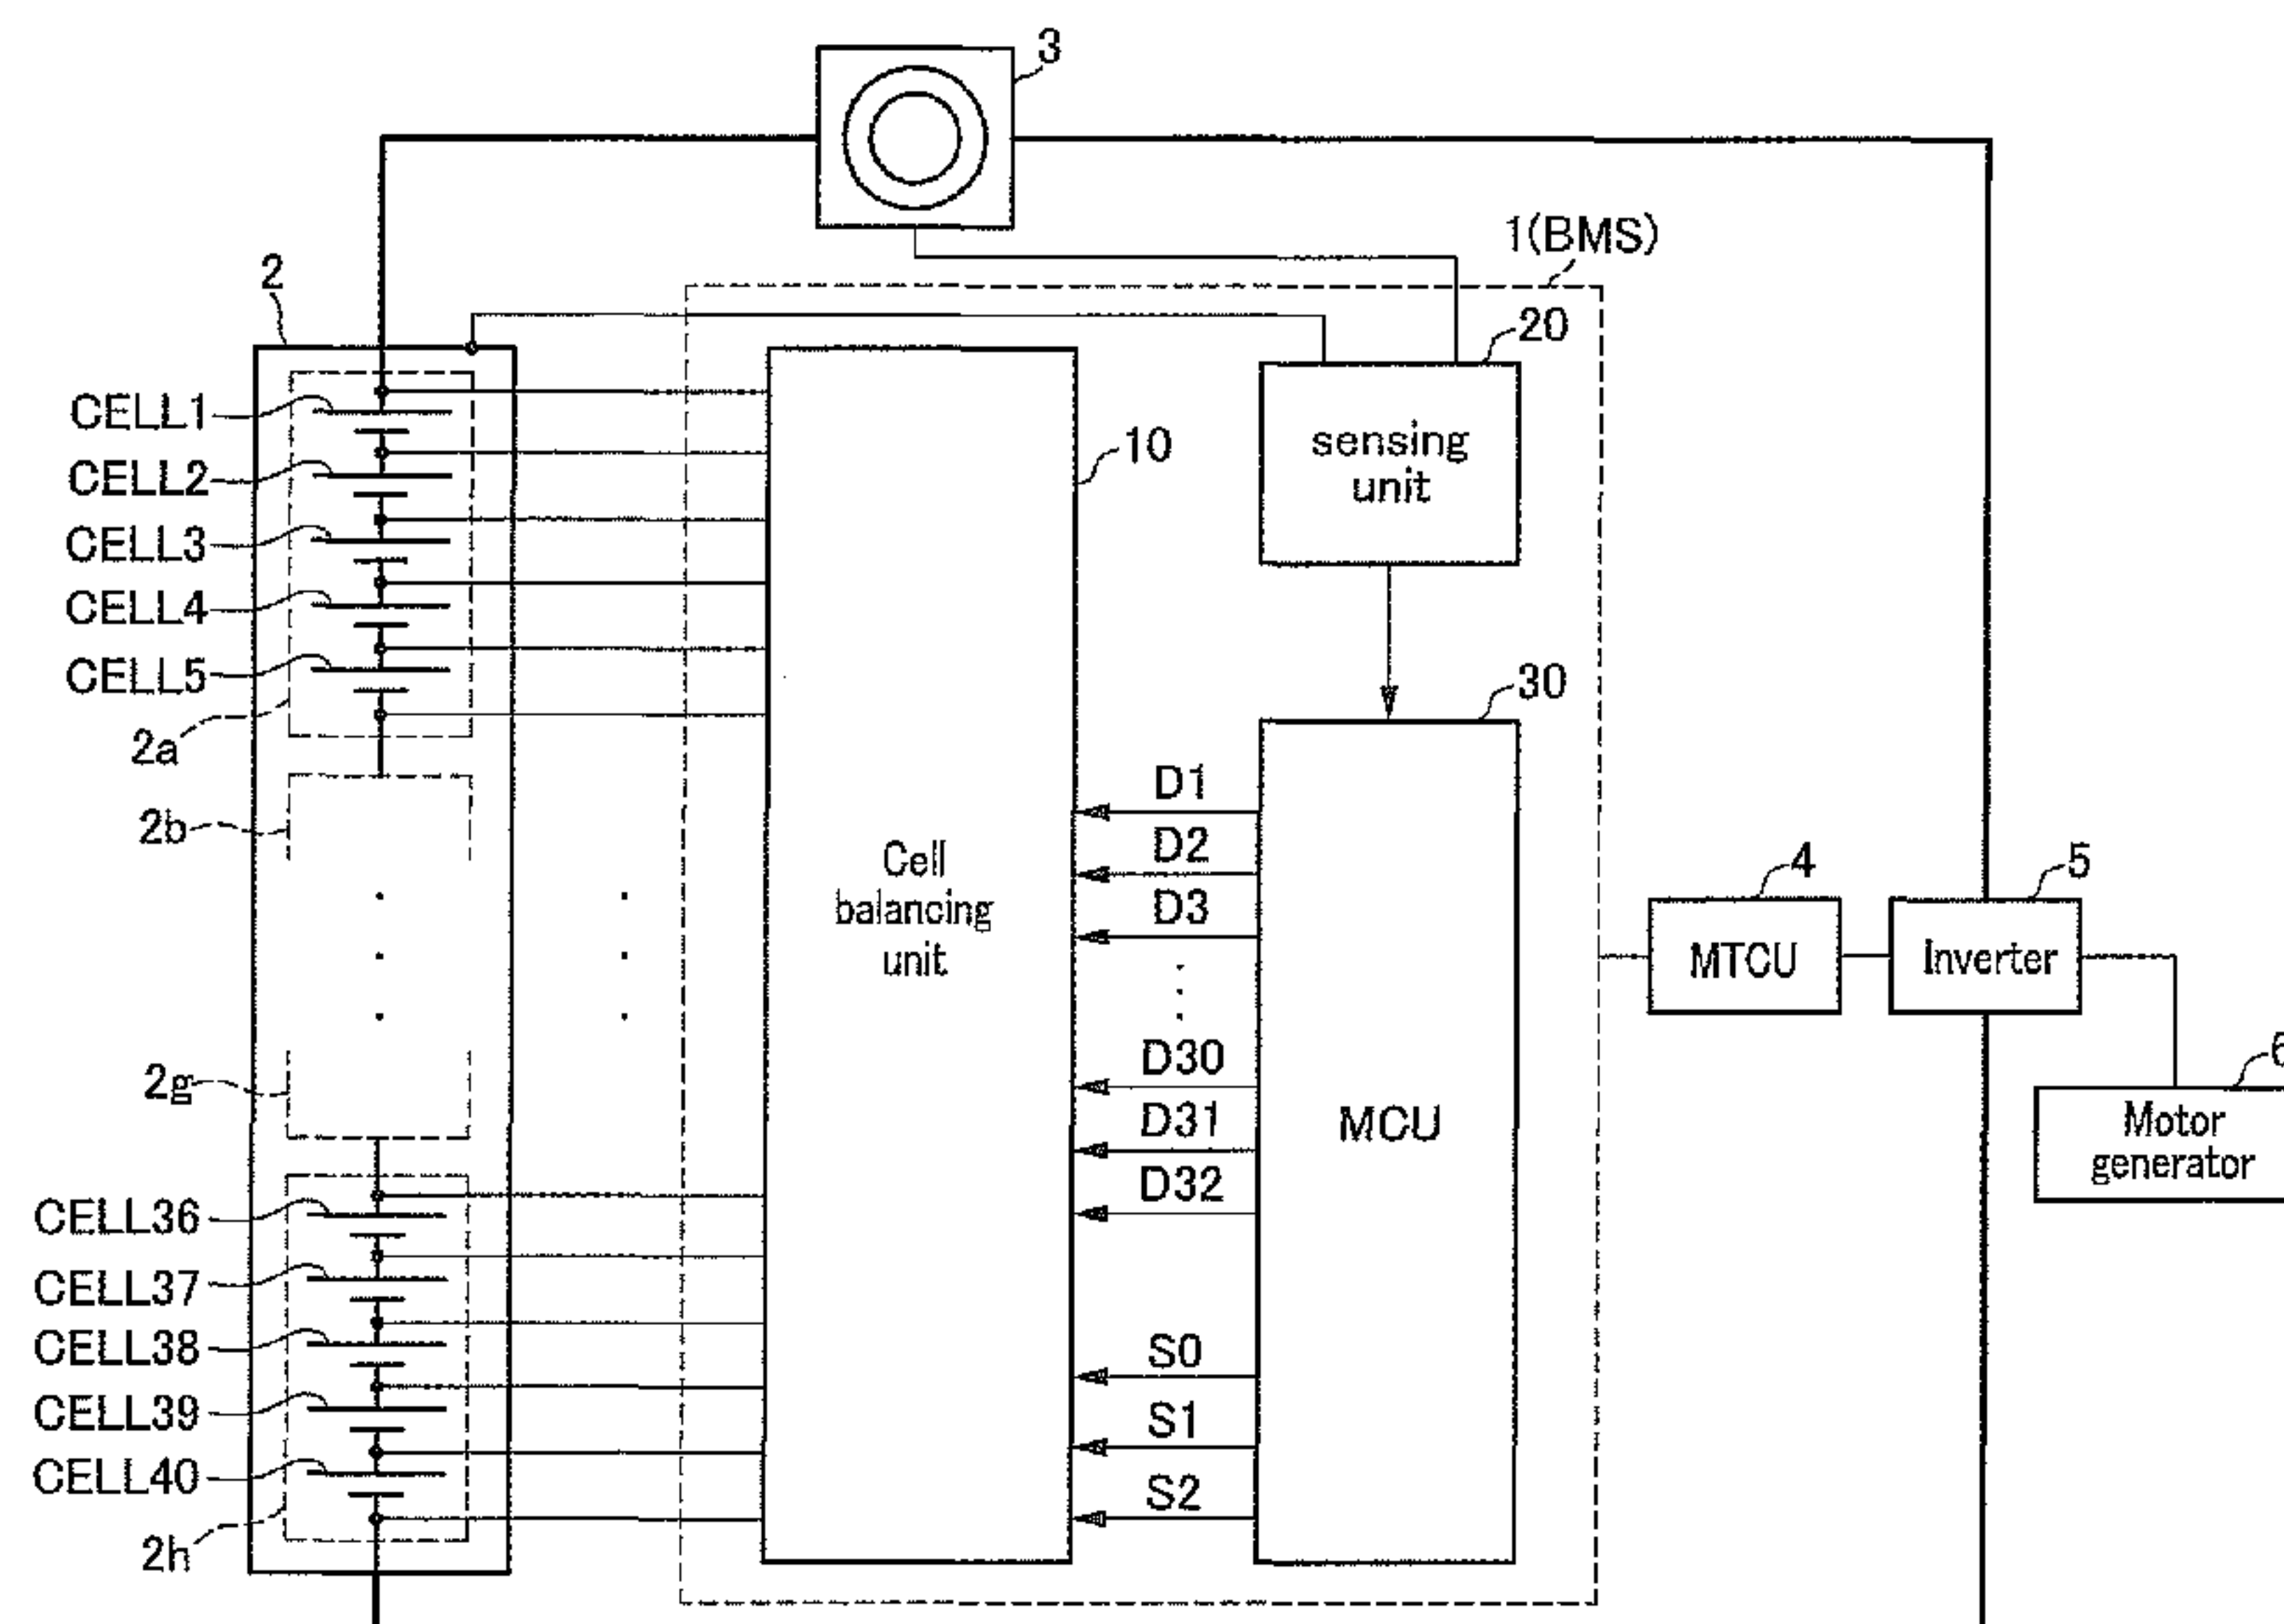 3
1(BMS)
2
20
CELL1
sensing
unit
10
CELL2
CELL3
CELL4
CELL5
30
2a
D1
2b
D2
Cell
balancing
unit
D3
4
5
MTCU
Inverter
D30
6
2g
D31
MCU
Motor
generator
D32
CELL36
CELL37
CELL38
S0
CELL39
S1
CELL40
S2
2h